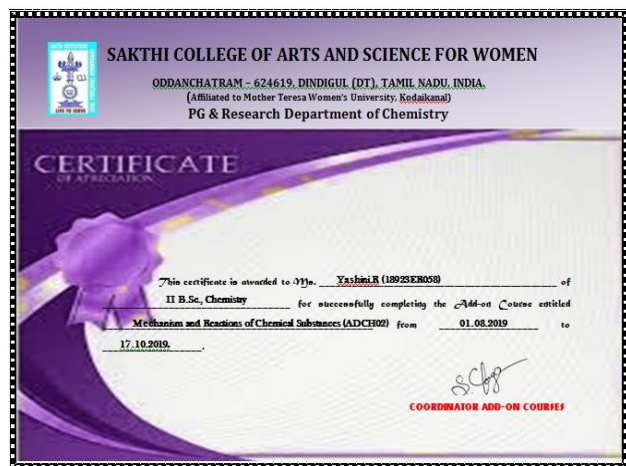 SAKTHI COLLEGE OF ARTS AND SCIENCE FOR WOMEN
ODDANCHATRAM – 624619, DINDIGUL (DT), TAMIL NADU, INDIA.
(Affiliated to Mother Teresa Women's University, Kodaikanal)
PG & Research Department of Chemistry
LIVE TO SERVE
CERTIFICATE
OF APRECIATION
This certificate is awarded to Ms. Yashini.R (18923ER058) of
II B.Sc., Chemistry for successfully completing the Add-on Course entitled
Mechanism and Reactions of Chemical Substances (ADCH02) from 01.08.2019 to
17.10.2019.
COORDINATOR ADD-ON COURSES